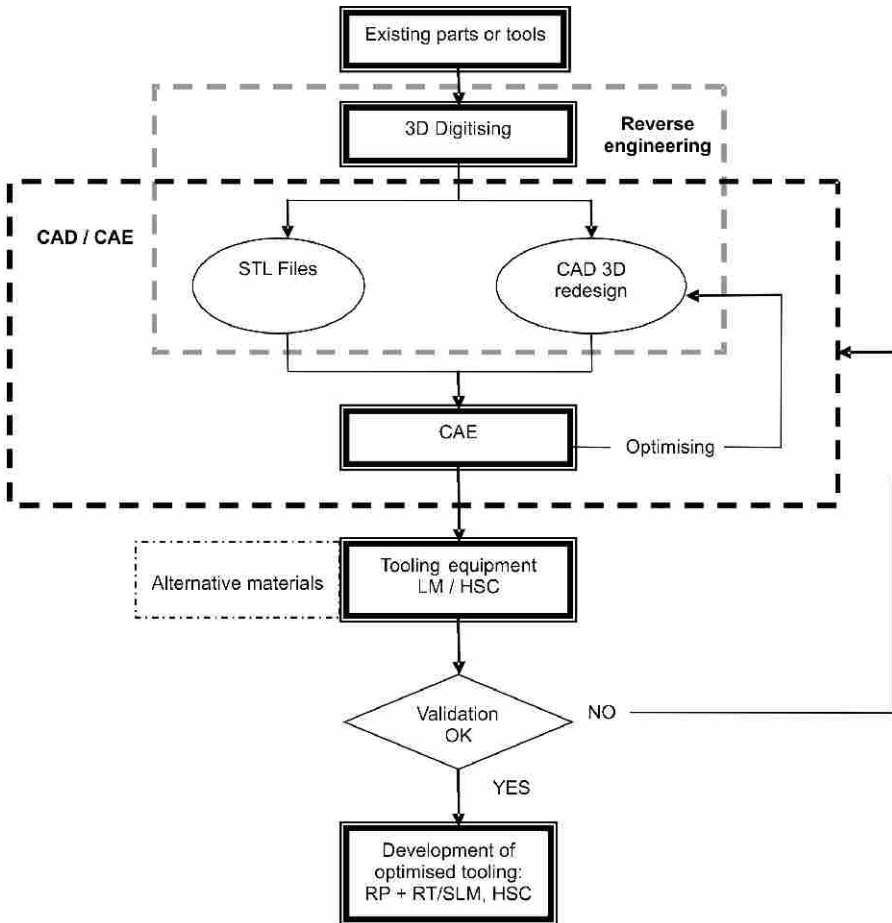 Existing parts or tools
3D Digitising
Reverse
engineering
CAD / CAE
STL Files
CAD 3D
redesign
CAE
Optimising
Alternative materials
Tooling equipment
LM / HSC
Validation
OK
NO
YES
Development of
optimised tooling:
RP + RT/SLM, HSC